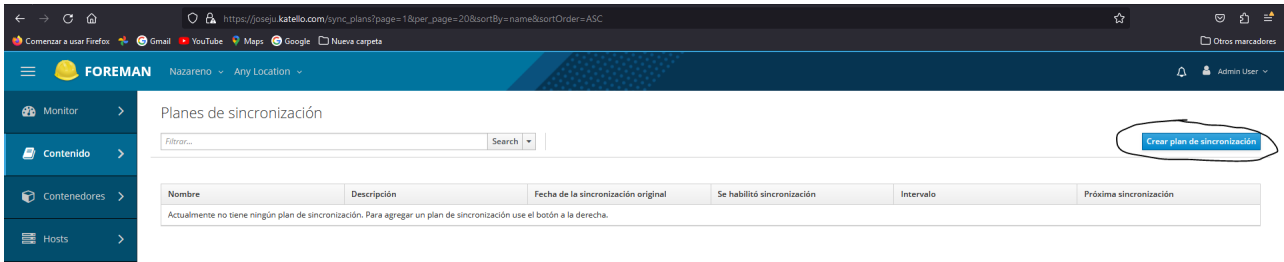 https://joseju.katello.com/sync_plans?page=1&per_page=20&sortBy=name&sortOrder=ASC
Comenzar a usar Firefox Gmail YouTube Maps Google Nueva carpeta Otros marcadores
FOREMAN Nazareno Any Location Admin User
Monitor
Contenido
Contenedores
Hosts
Planes de sincronización
Filtrar... Search Crear plan de sincronización
Nombre Descripción Fecha de la sincronización original Se habilitó sincronización Intervalo Próxima sincronización
Actualmente no tiene ningún plan de sincronización. Para agregar un plan de sincronización use el botón a la derecha.